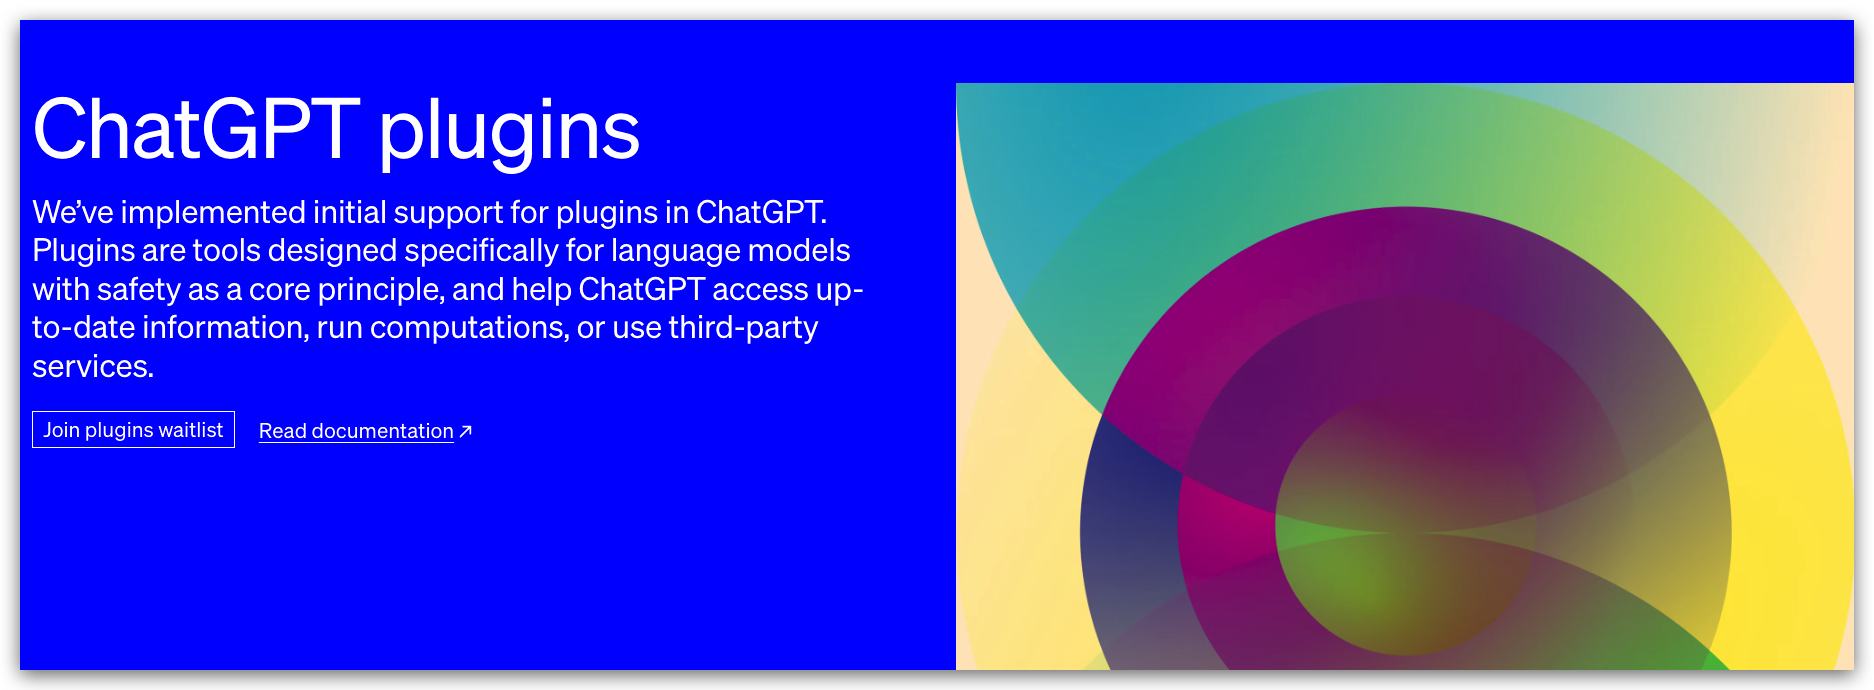 ChatGPT plugins
We’ve implemented initial support for plugins in ChatGPT.
Plugins are tools designed specifically for language models
with safety as a core principle, and help ChatGPT access up-
to-date information, run computations, or use third-party
services.
Join plugins waitlist
Read documentation ↗